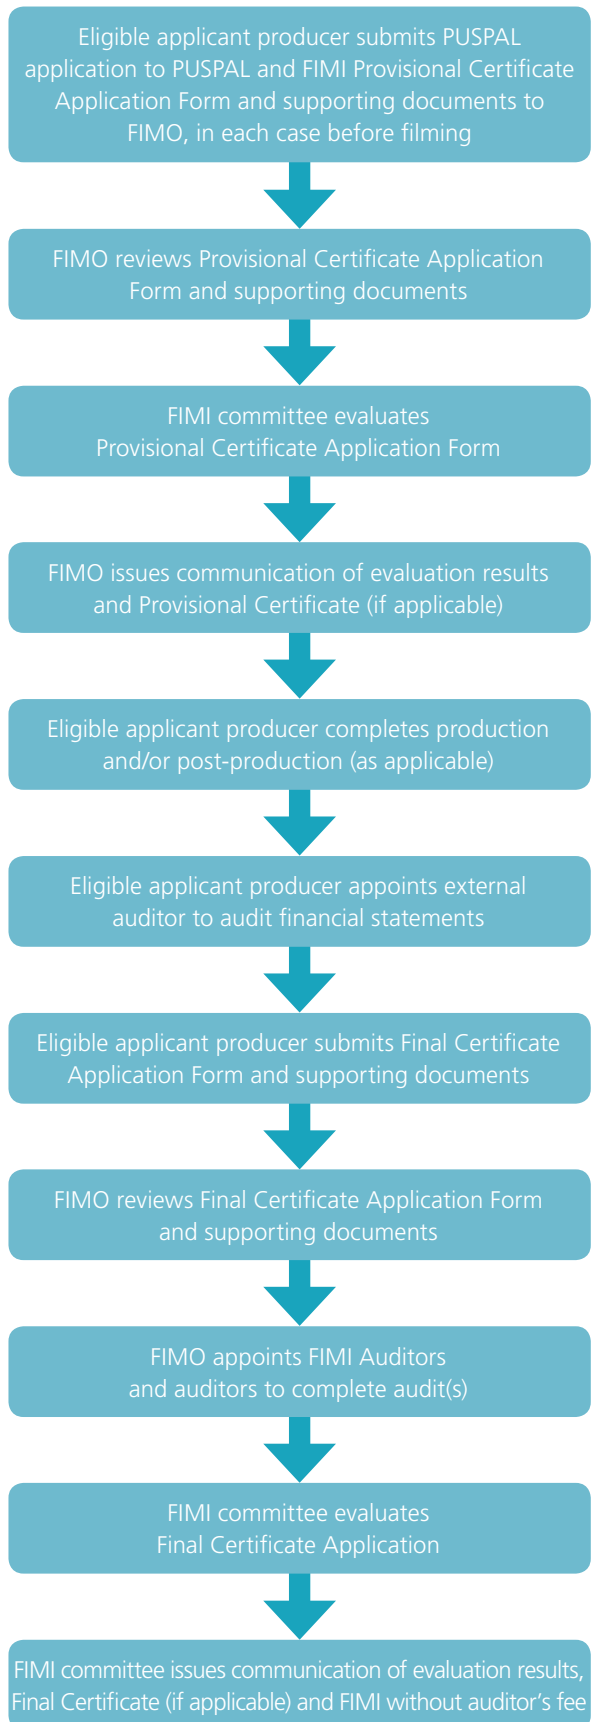 Eligible applicant producer submits PUSPAL
application to PUSPAL and FIMI Provisional Certificate
Application Form and supporting documents to
FIMO, in each case before filming
FIMO reviews Provisional Certificate Application
Form and supporting documents
FIMI committee evaluates
Provisional Certificate Application Form
FIMO issues communication of evaluation results
and Provisional Certificate (if applicable)
Eligible applicant producer completes production
and/or post-production (as applicable)
Eligible applicant producer appoints external
auditor to audit financial statements
Eligible applicant producer submits Final Certificate
Application Form and supporting documents
FIMO reviews Final Certificate Application Form
and supporting documents
FIMO appoints FIMI Auditors
and auditors to complete audit(s)
FIMI committee evaluates
Final Certificate Application
FIMI committee issues communication of evaluation results,
Final Certificate (if applicable) and FIMI without auditor's fee